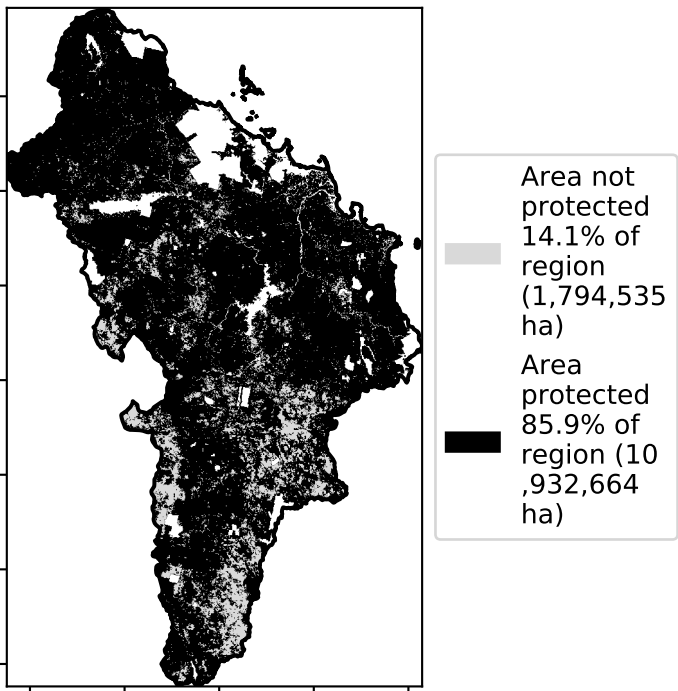 Area not
protected
14.1% of
region
(1,794,535
ha)
Area
protected
85.9% of
region (10
,932,664
ha)